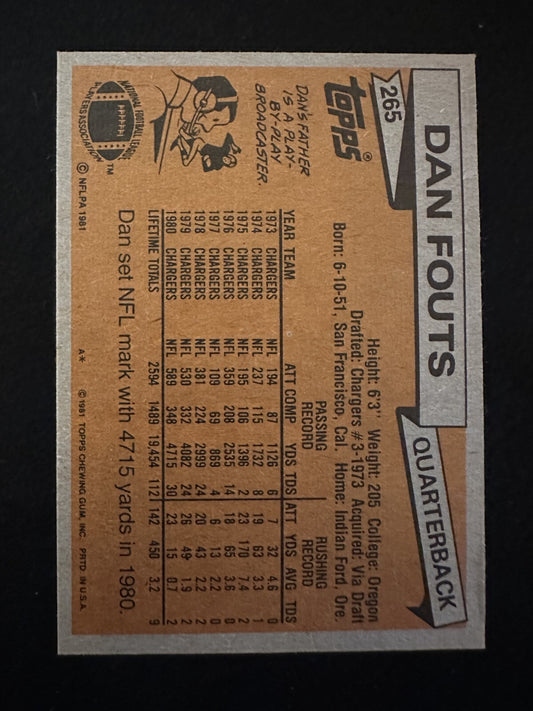 265
DAN FOUTS
QUARTERBACK
topps®
Height: 6'3" Weight: 205 College: Oregon
Drafted: Chargers #3-1973 Acquired: Via Draft
Born: 6-10-51, San Francisco, Cal. Home: Indian Ford, Ore.
DAN'S FATHER
IS A PLAY-
BY-PLAY
BROADCASTER.
PASSING RECORD
RUSHING RECORD
YEAR TEAM ATT COMP YDS TDS ATT YDS AVG TDS
1973 CHARGERS NFL 194 87 1126 6 7 32 4.6 0
1974 CHARGERS NFL 237 115 1732 8 19 63 3.3 1
1975 CHARGERS NFL 195 106 1396 2 23 170 7.4 2
1976 CHARGERS NFL 359 208 2535 14 18 65 3.6 0
1977 CHARGERS NFL 109 69 869 4 6 13 2.2 0
1978 CHARGERS NFL 381 224 2999 24 20 43 2.2 2
1979 CHARGERS NFL 530 332 4082 24 26 49 1.9 2
1980 CHARGERS NFL 589 348 4715 30 23 15 0.7 2
LIFETIME TOTALS 2594 1489 19,454 112 142 450 3.2 9
Dan set NFL mark with 4715 yards in 1980.
NATIONAL FOOTBALL LEAGUE
PLAYERS ASSOCIATION
TM
© NFLPA 1981
A*
© 1981 TOPPS CHEWING GUM, INC. PRTD. IN U.S.A.